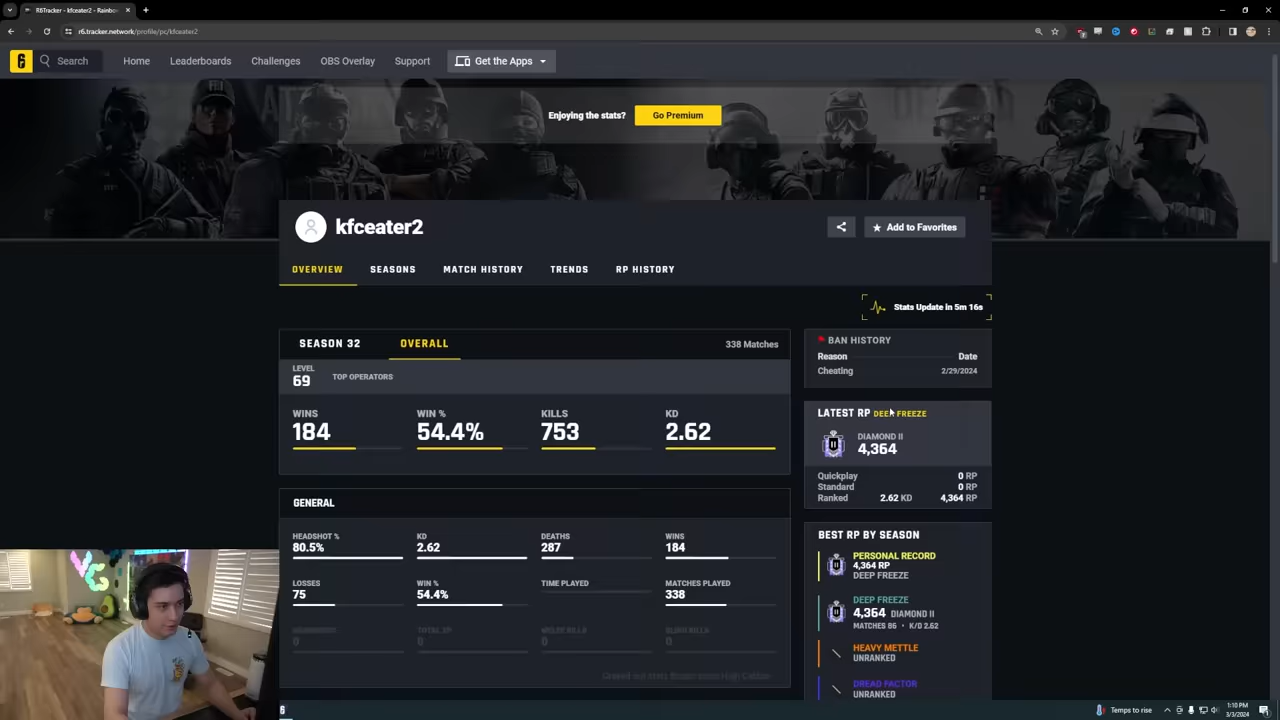 R6Tracker - kfceater2 - Rainbow
r6.tracker.network/profile/pc/kfceater2
6 Search Home Leaderboards Challenges OBS Overlay Support Get the Apps
Enjoying the stats? Go Premium
kfceater2
Add to Favorites
OVERVIEW SEASONS MATCH HISTORY TRENDS RP HISTORY
Stats Update in 5m 16s
SEASON 32 OVERALL 338 Matches
LEVEL
69
TOP OPERATORS
WINS WIN % KILLS KD
184 54.4% 753 2.62
GENERAL
HEADSHOT % KD DEATHS WINS
80.5% 2.62 287 184
LOSSES WIN % TIME PLAYED MATCHES PLAYED
75 54.4% 338
0 0 0 0
BAN HISTORY
Reason Date
Cheating 2/29/2024
LATEST RP DEEP FREEZE
DIAMOND II
4,364
Quickplay 0 RP
Standard 0 RP
Ranked 2.62 KD 4,364 RP
BEST RP BY SEASON
PERSONAL RECORD
4,364 RP
DEEP FREEZE
DEEP FREEZE
4,364 DIAMOND II
MATCHES 86 • K/D 2.62
HEAVY METTLE
UNRANKED
DREAD FACTOR
UNRANKED
6
Temps to rise
1:10 PM
3/3/2024